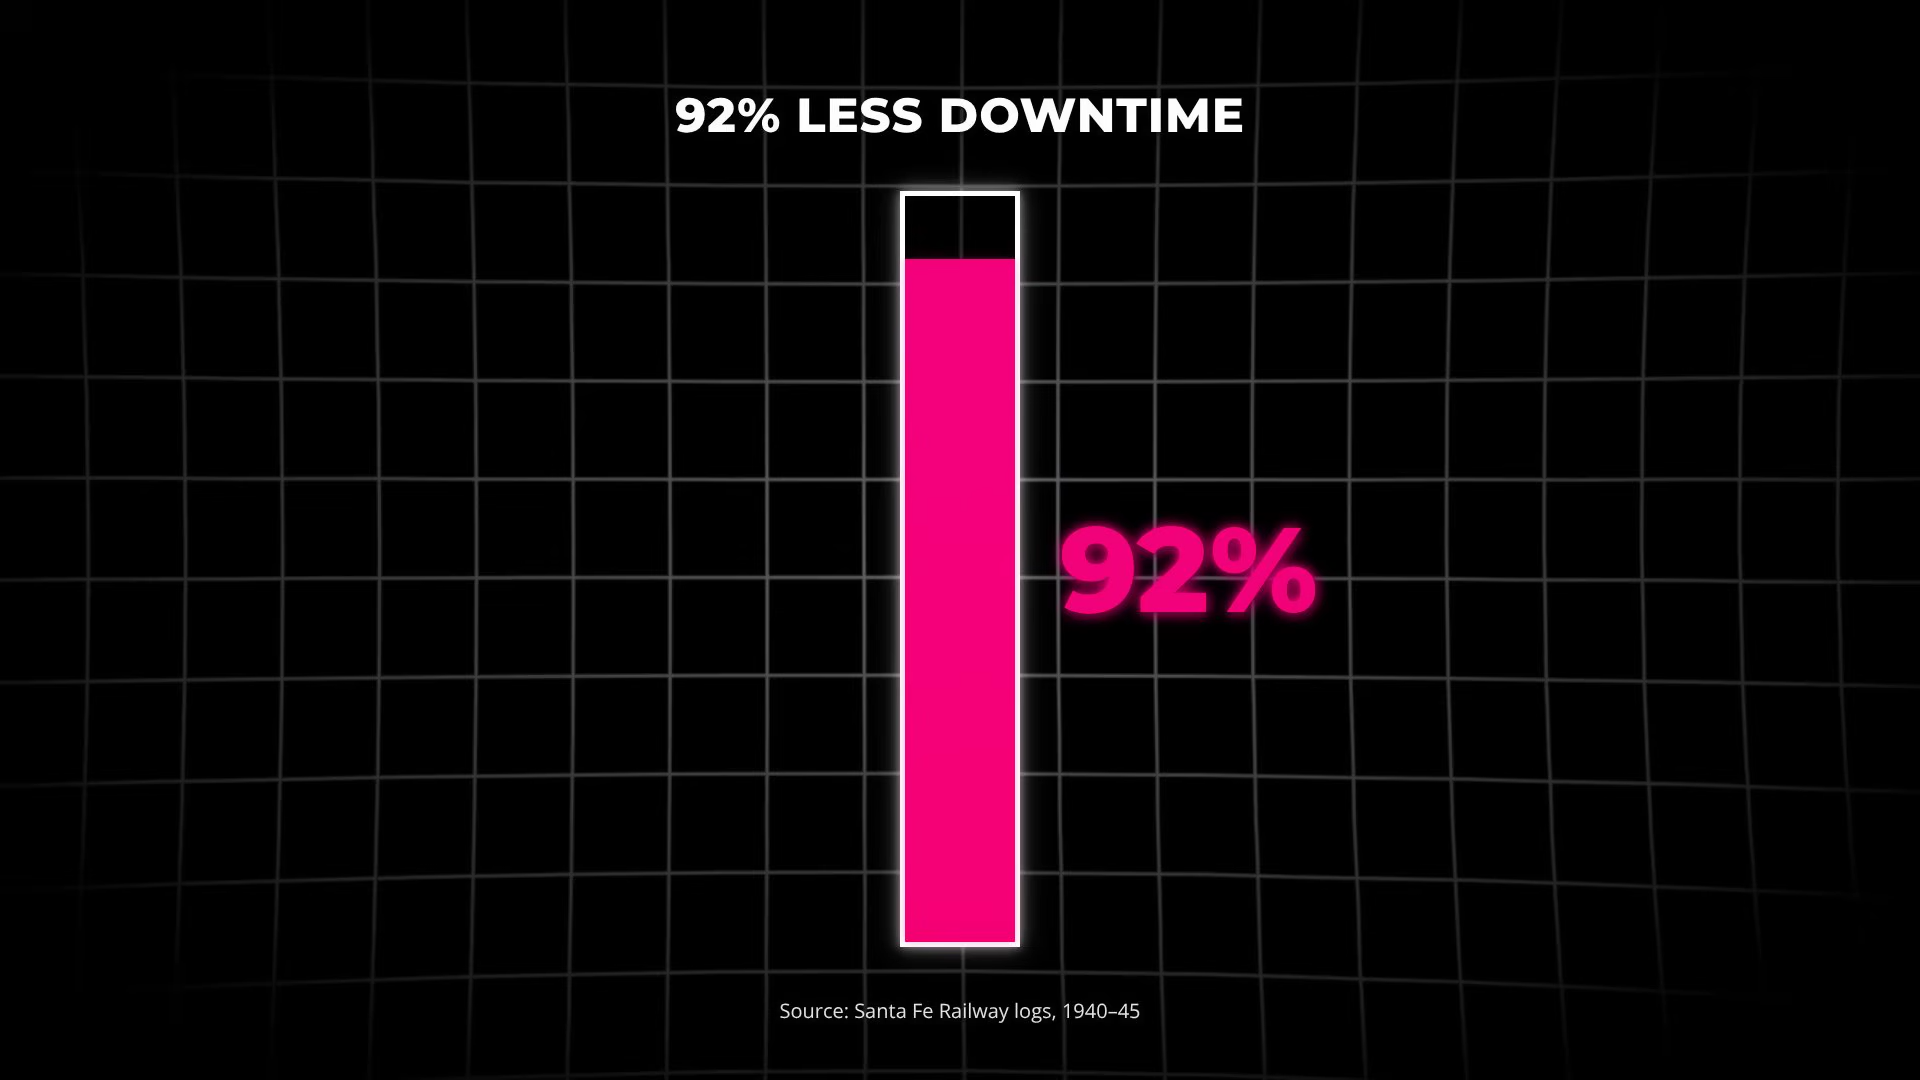 92% LESS DOWNTIME
92%
Source: Santa Fe Railway logs, 1940–45